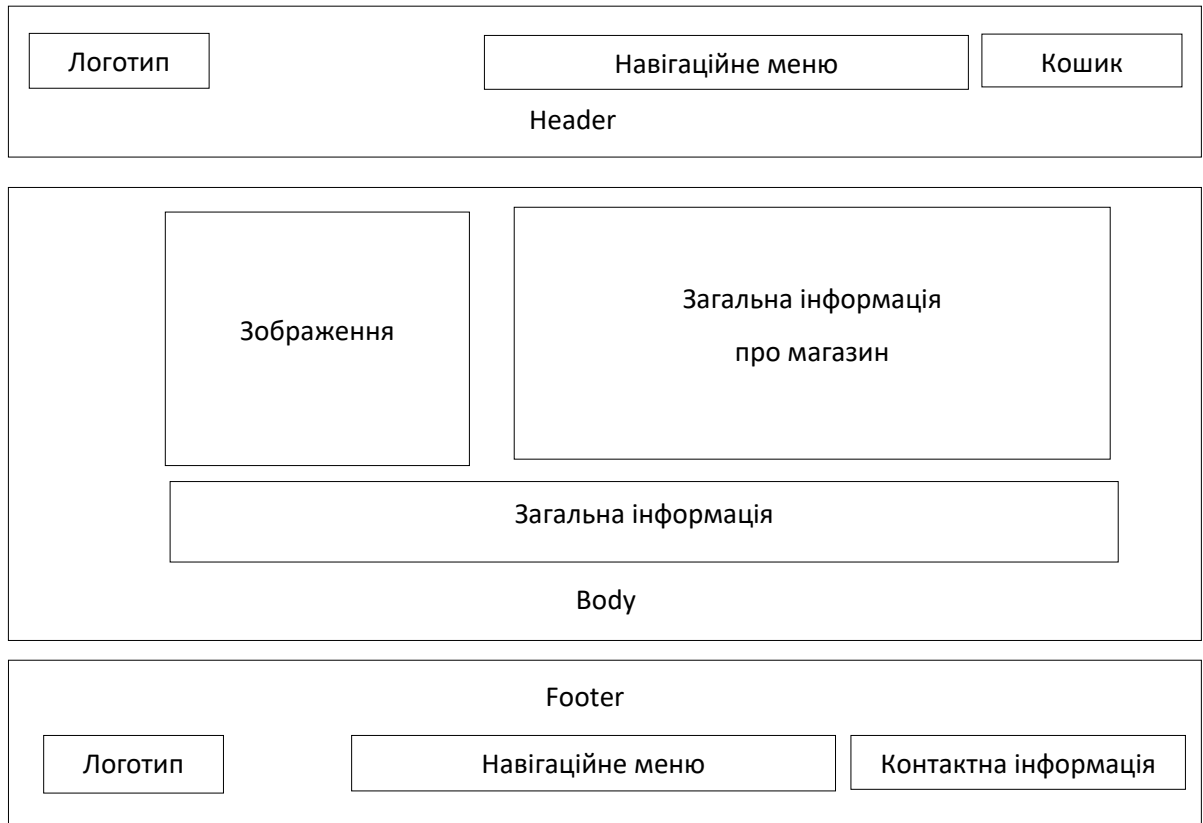 Логотип
Навігаційне меню
Кошик
Header
Зображення
Загальна інформація
про магазин
Загальна інформація
Body
Footer
Логотип
Навігаційне меню
Контактна інформація